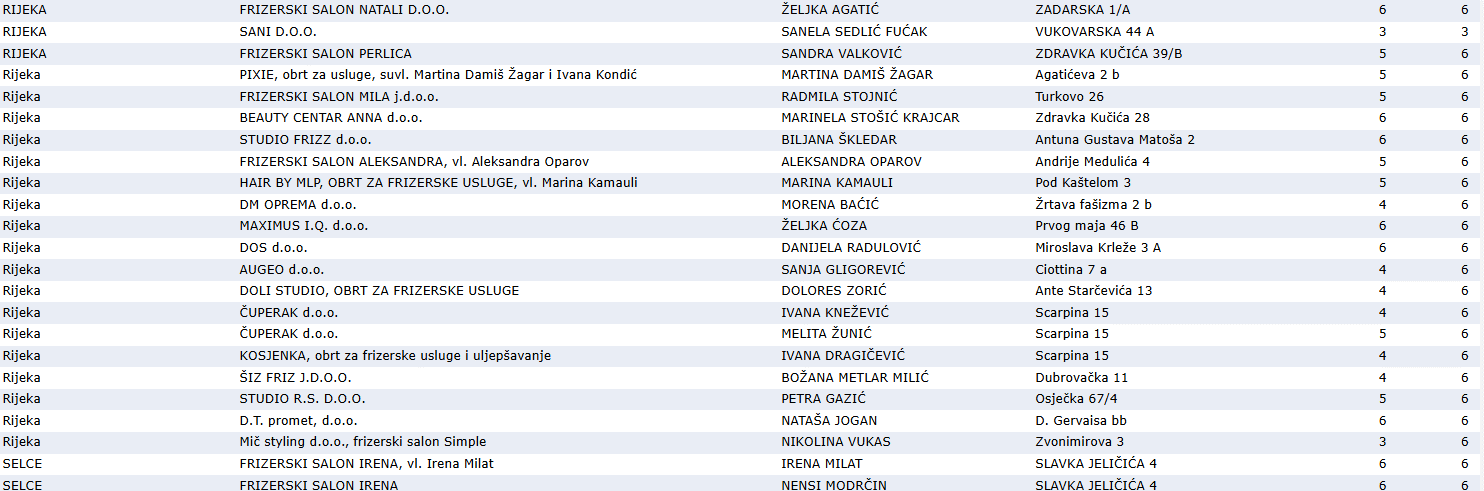 RIJEKA FRIZERSKI SALON NATALI D.O.O. ŽELJKA AGATIĆ ZADARSKA 1/A 6 6
RIJEKA SANI D.O.O. SANELA SEDLIĆ FUĆAK VUKOVARSKA 44 A 3 3
RIJEKA FRIZERSKI SALON PERLICA SANDRA VALKOVIĆ ZDRAVKA KUČIĆA 39/B 5 6
Rijeka PIXIE, obrt za usluge, suvl. Martina Damiš Žagar i Ivana Kondić MARTINA DAMIŠ ŽAGAR Agatićeva 2 b 5 6
Rijeka FRIZERSKI SALON MILA j.d.o.o. RADMILA STOJNIĆ Turkovo 26 5 6
Rijeka BEAUTY CENTAR ANNA d.o.o. MARINELA STOŠIĆ KRAJCAR Zdravka Kučića 28 6 6
Rijeka STUDIO FRIZZ d.o.o. BILJANA ŠKLEDAR Antuna Gustava Matoša 2 6 6
Rijeka FRIZERSKI SALON ALEKSANDRA, vl. Aleksandra Oparov ALEKSANDRA OPAROV Andrije Medulića 4 5 6
Rijeka HAIR BY MLP, OBRT ZA FRIZERSKE USLUGE, vl. Marina Kamauli MARINA KAMAULI Pod Kaštelom 3 5 6
Rijeka DM OPREMA d.o.o. MORENA BAĆIĆ Žrtava fašizma 2 b 4 6
Rijeka MAXIMUS I.Q. d.o.o. ŽELJKA ĆOZA Prvog maja 46 B 6 6
Rijeka DOS d.o.o. DANIJELA RADULOVIĆ Miroslava Krleže 3 A 6 6
Rijeka AUGEO d.o.o. SANJA GLIGOREVIĆ Ciottina 7 a 4 6
Rijeka DOLI STUDIO, OBRT ZA FRIZERSKE USLUGE DOLORES ZORIĆ Ante Starčevića 13 4 6
Rijeka ČUPERAK d.o.o. IVANA KNEŽEVIĆ Scarpina 15 4 6
Rijeka ČUPERAK d.o.o. MELITA ŽUNIĆ Scarpina 15 5 6
Rijeka KOSJENKA, obrt za frizerske usluge i uljepšavanje IVANA DRAGIČEVIĆ Scarpina 15 4 6
Rijeka ŠIZ FRIZ J.D.O.O. BOŽANA METLAR MILIĆ Dubrovačka 11 4 6
Rijeka STUDIO R.S. D.O.O. PETRA GAZIĆ Osječka 67/4 5 6
Rijeka D.T. promet, d.o.o. NATAŠA JOGAN D. Gervaisa bb 6 6
Rijeka Mič styling d.o.o., frizerski salon Simple NIKOLINA VUKAS Zvonimirova 3 3 6
SELCE FRIZERSKI SALON IRENA, vl. Irena Milat IRENA MILAT SLAVKA JELIČIĆA 4 6 6
SELCE FRIZERSKI SALON IRENA NENSI MODRČIN SLAVKA JELIČIĆA 4 6 6